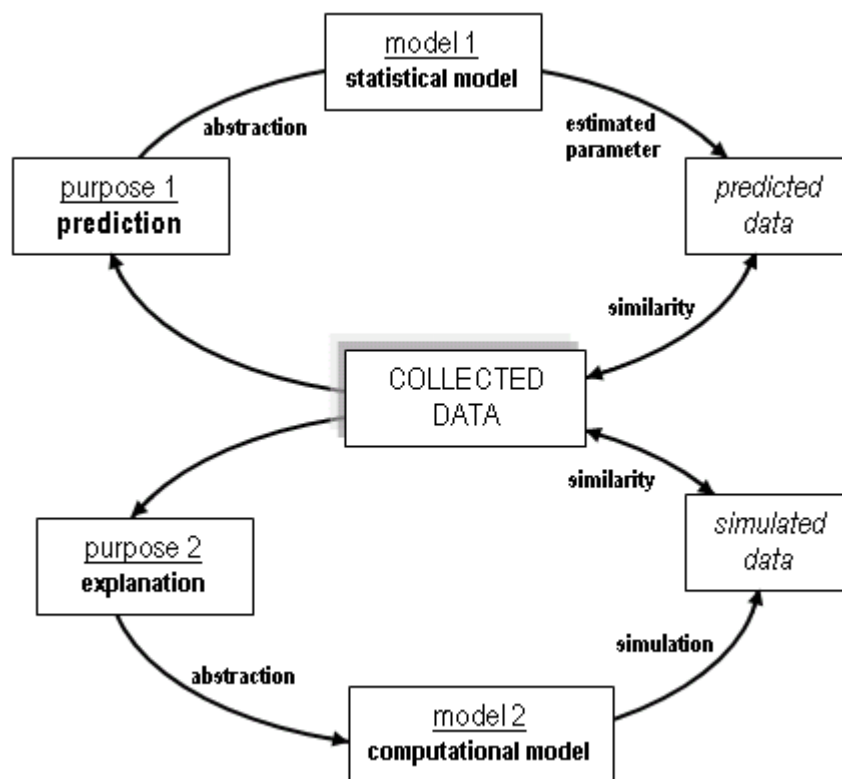 model 1
statistical model
abstraction
estimated
parameter
purpose 1
prediction
predicted
data
similarity
COLLECTED
DATA
similarity
simulated
data
purpose 2
explanation
simulation
abstraction
model 2
computational model